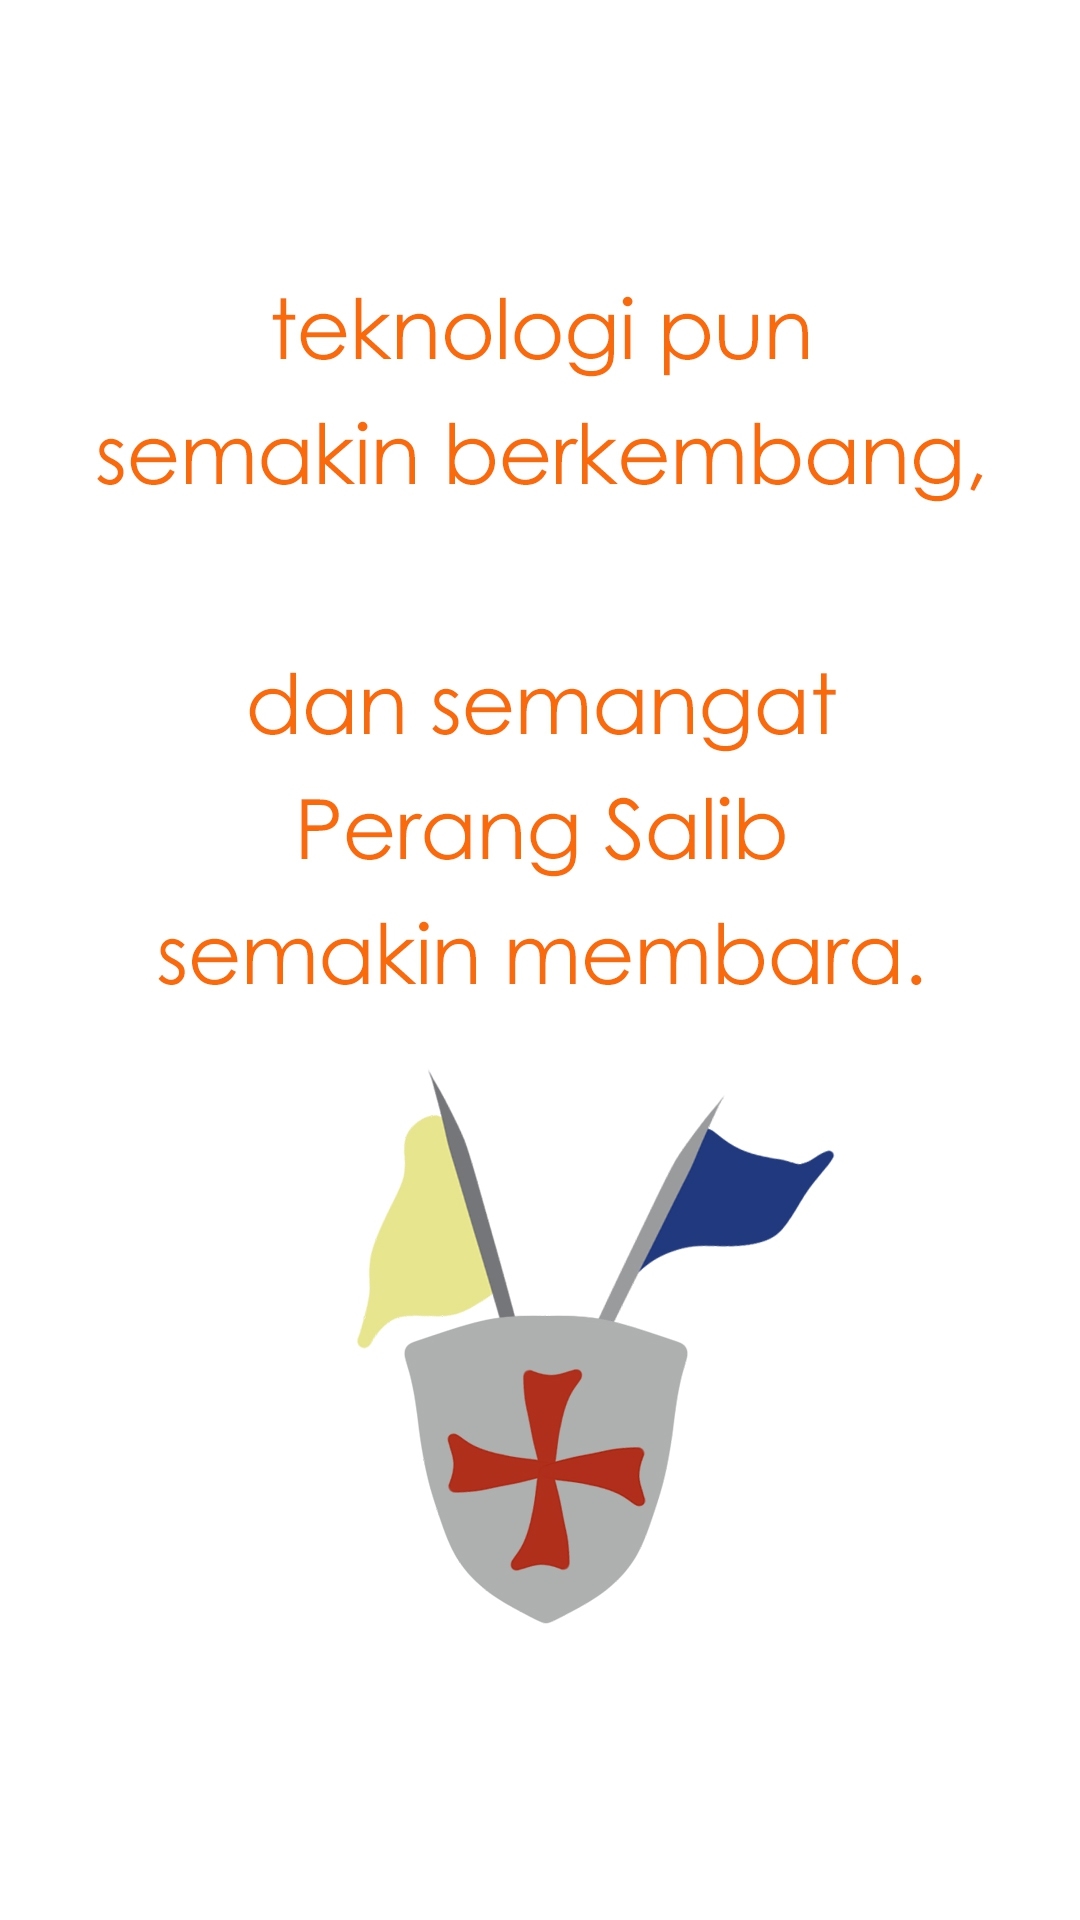 teknologi pun
semakin berkembang,
dan semangat
Perang Salib
semakin membara.